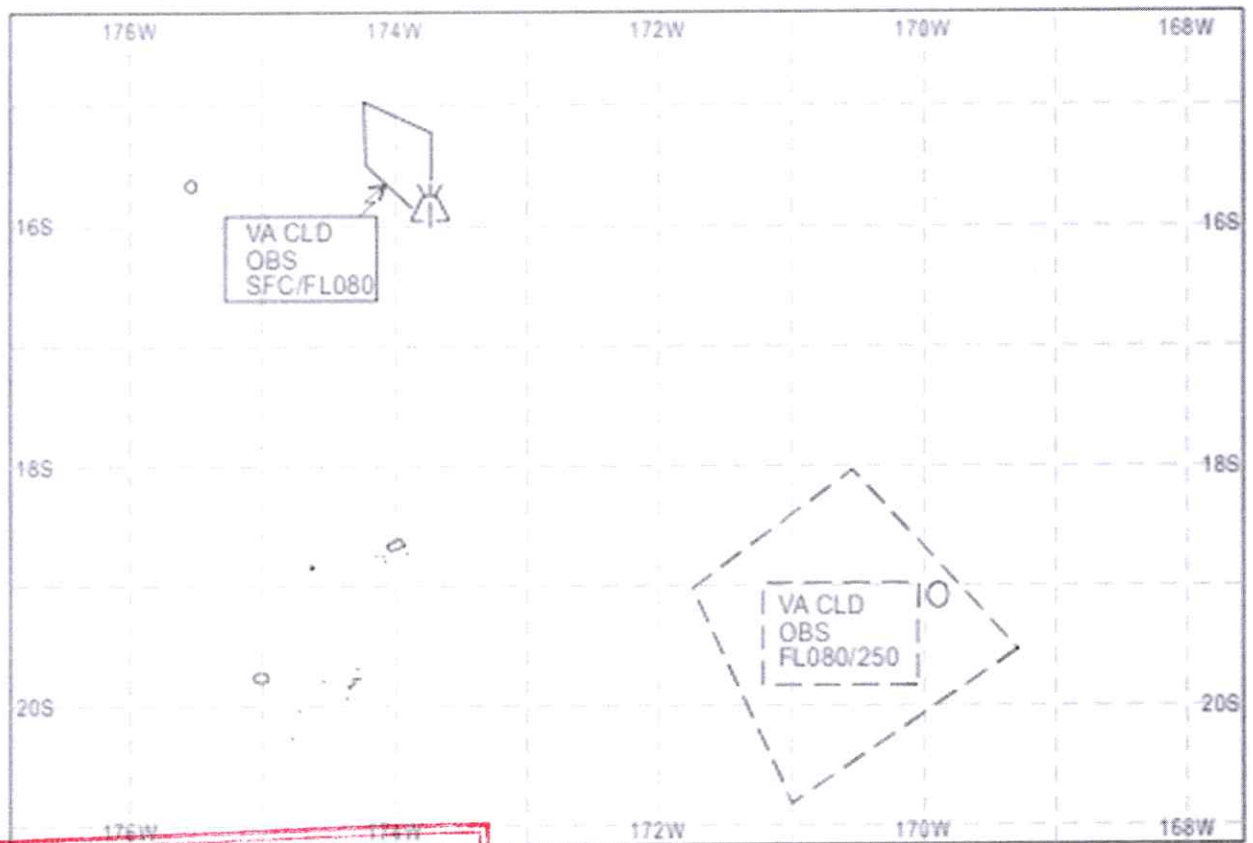 176W 174W 172W 170W 168W
VA CLD
OBS
SFC/FL080
16S 16S
18S 18S
VA CLD
OBS
FL080/250
20S 20S
176W 174W 172W 170W 168W